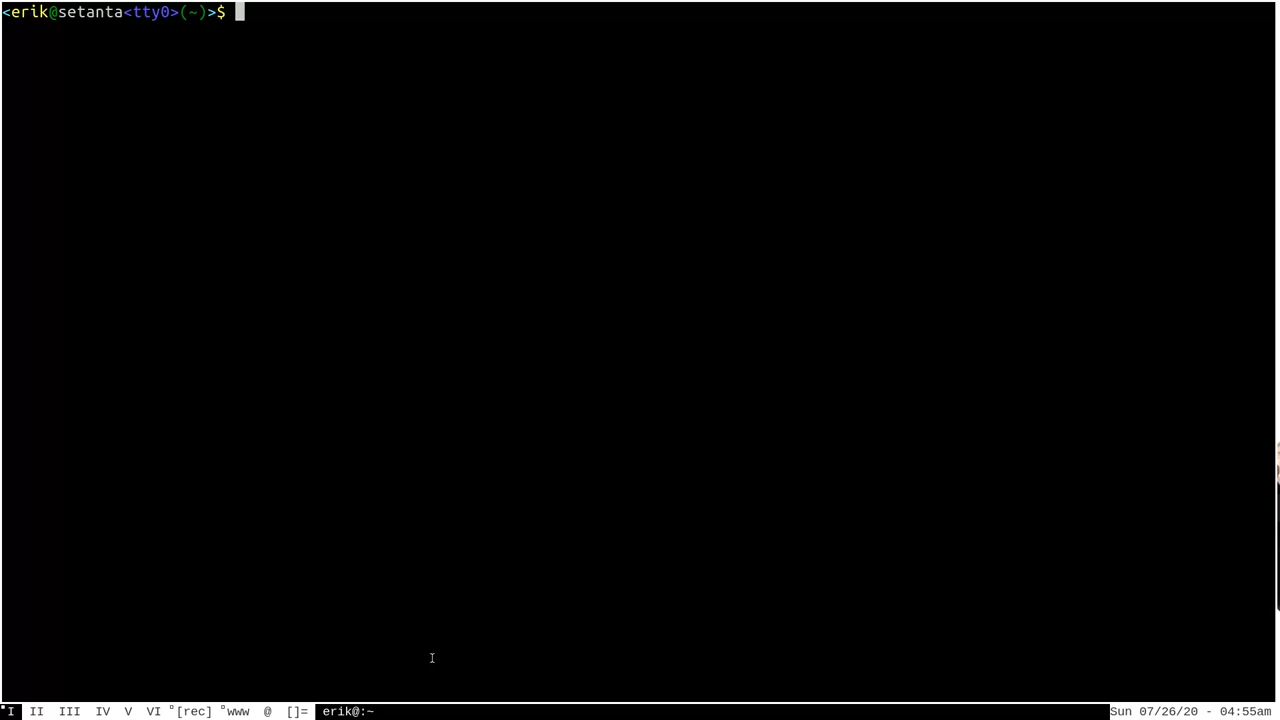 <erik@setanta<tty0>(~)>$
I II III IV V VI [rec] www @ []= erik@:~ Sun 07/26/20 - 04:55am